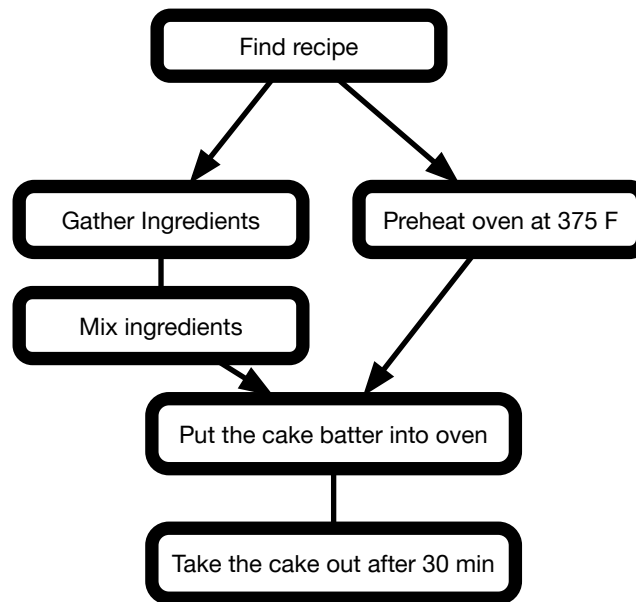 Find recipe
Gather Ingredients
Preheat oven at 375 F
Mix ingredients
Put the cake batter into oven
Take the cake out after 30 min